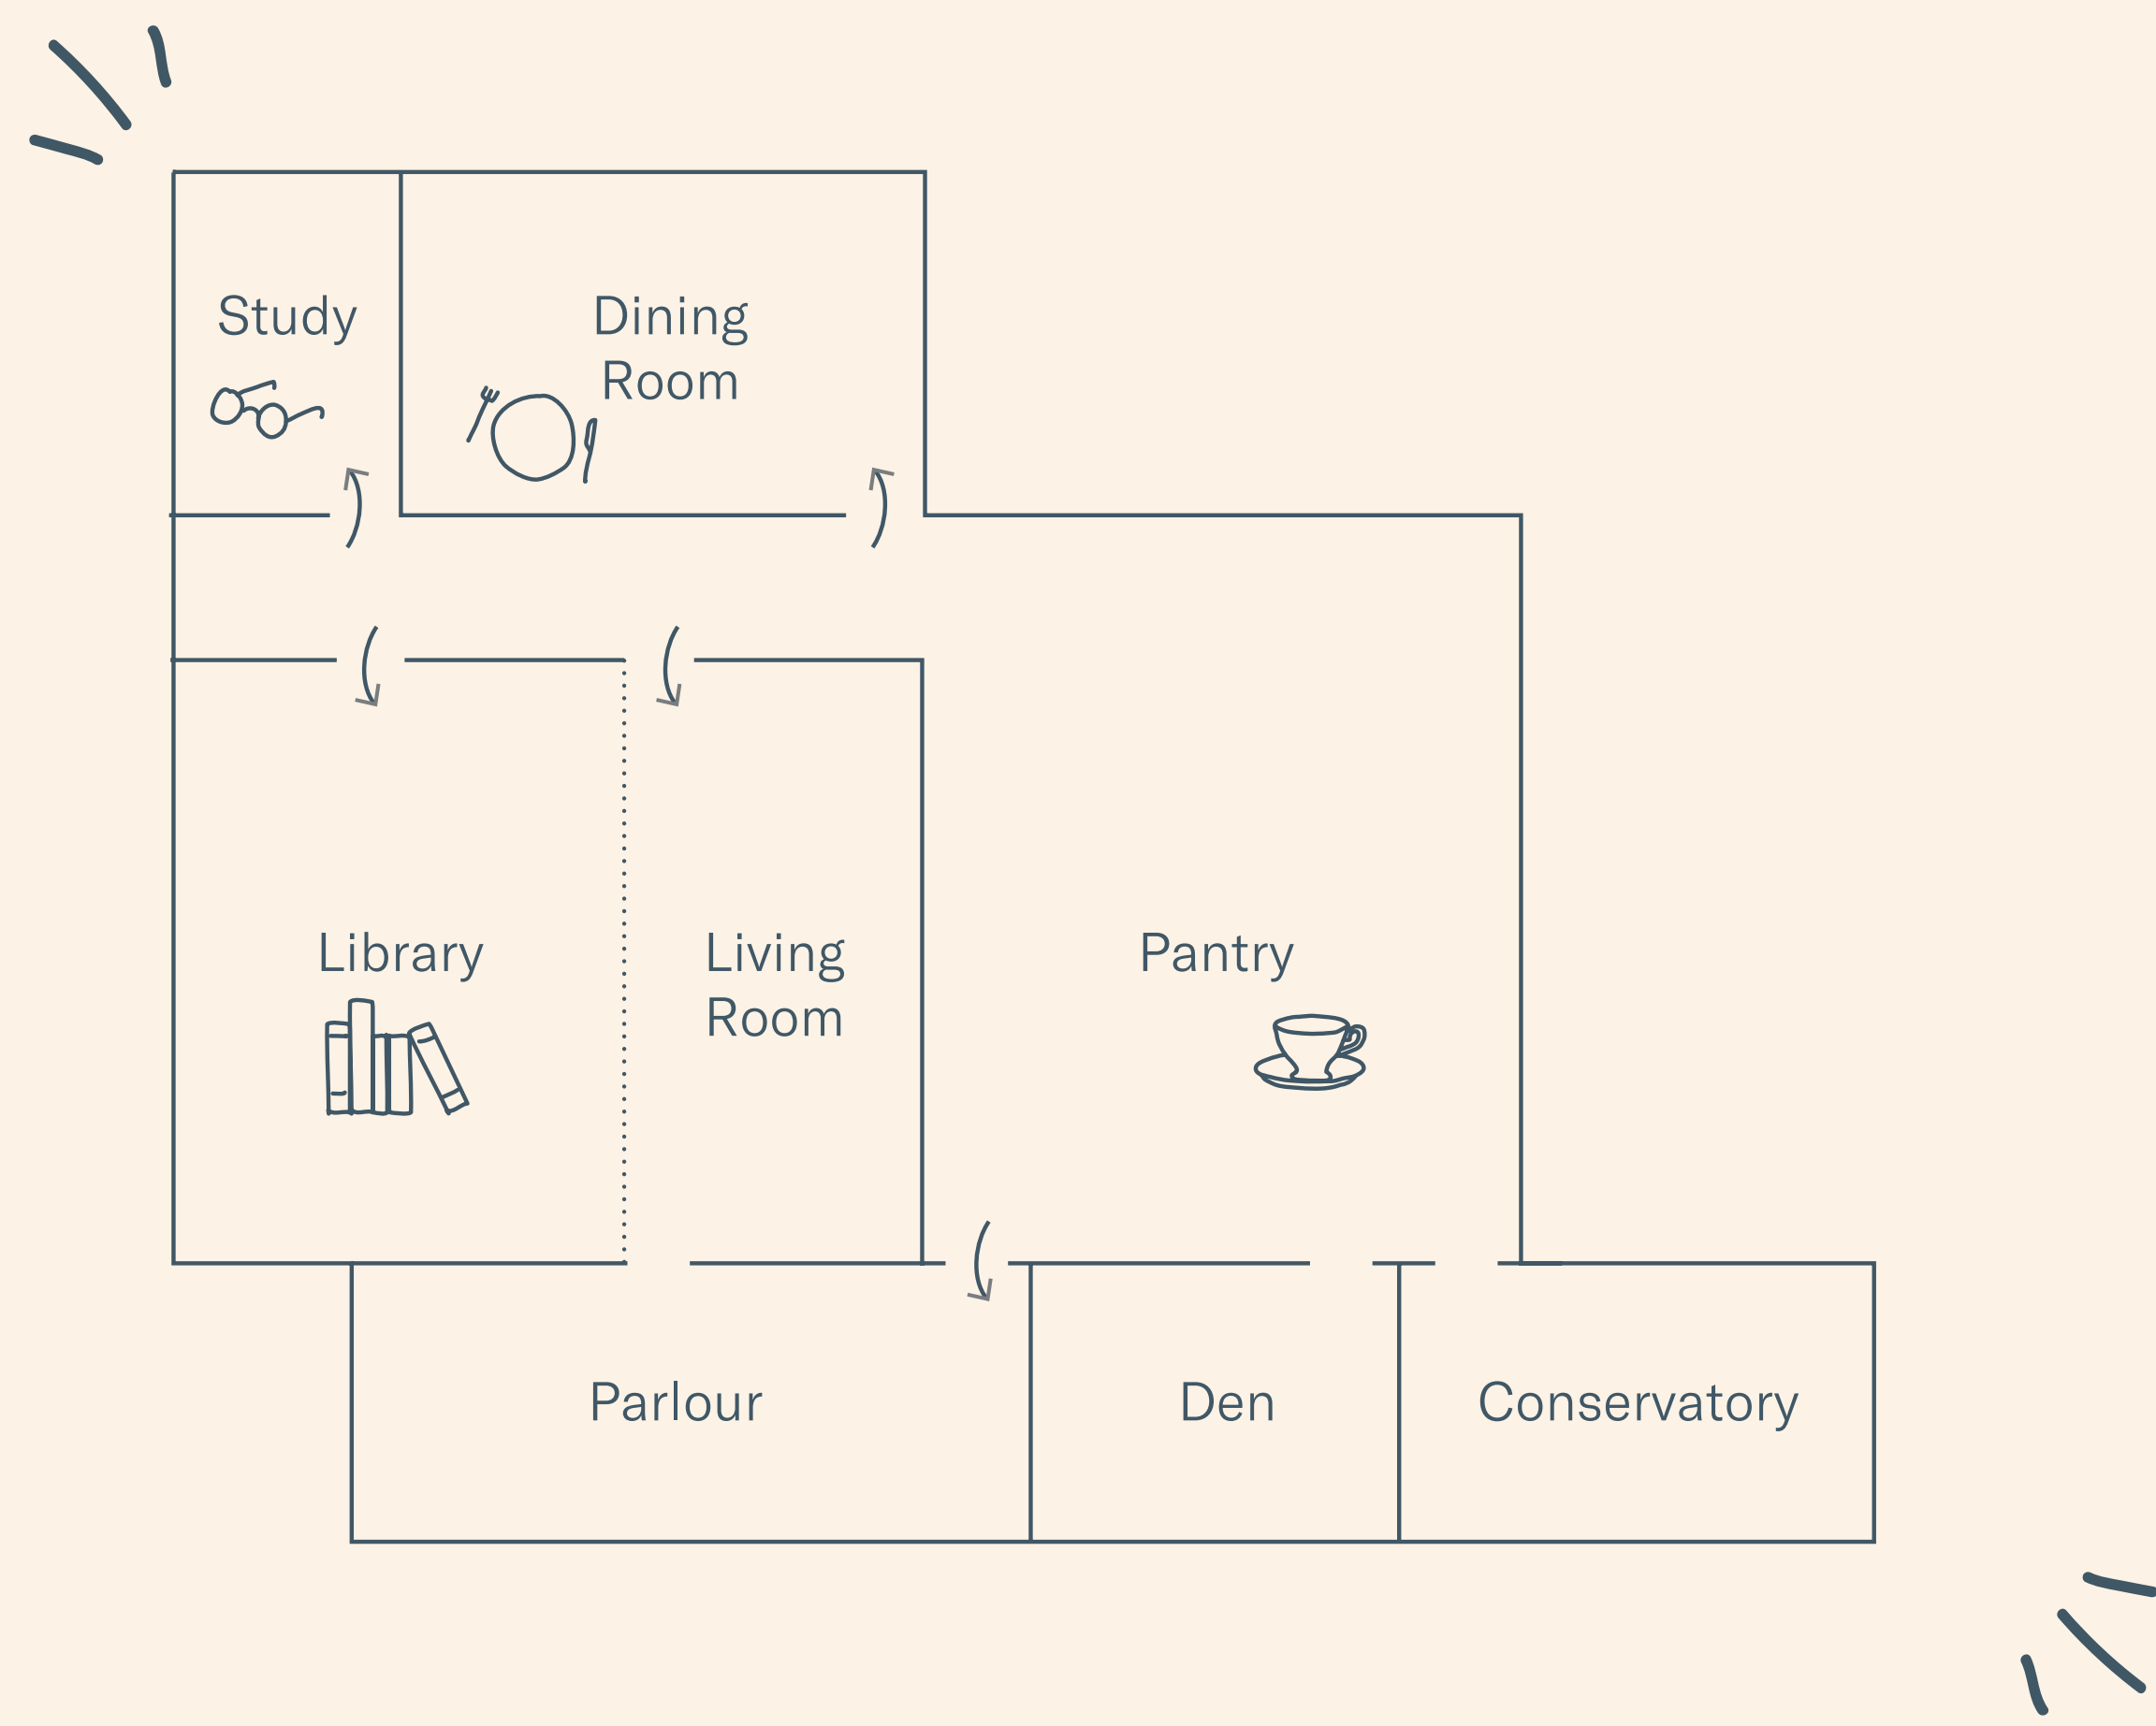 Study
Dining
Room
Library
Living
Room
Pantry
Parlour
Den
Conservatory